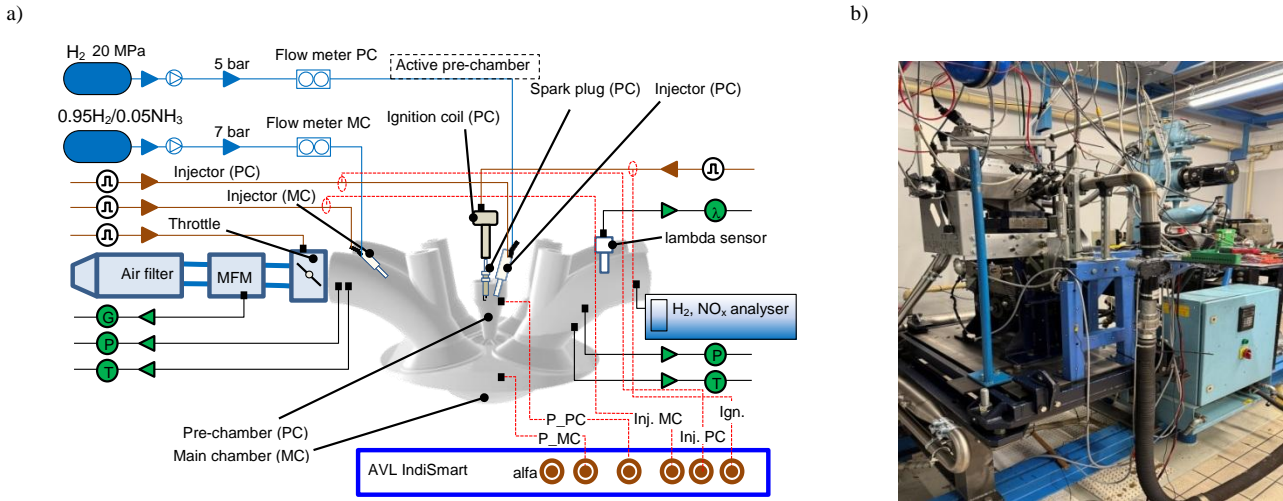 a)
b)
H₂ 20 MPa
5 bar
Flow meter PC
Active pre-chamber
Spark plug (PC)
Injector (PC)
0.95H₂/0.05NH₃
7 bar
Flow meter MC
Ignition coil (PC)
Injector (PC)
Injector (MC)
Throttle
λ
lambda sensor
Air filter
MFM
H₂, NOₓ analyser
G
P
T
P
T
P_PC
P_MC
Inj. MC
Inj. PC
Ign.
Pre-chamber (PC)
Main chamber (MC)
AVL IndiSmart
alfa